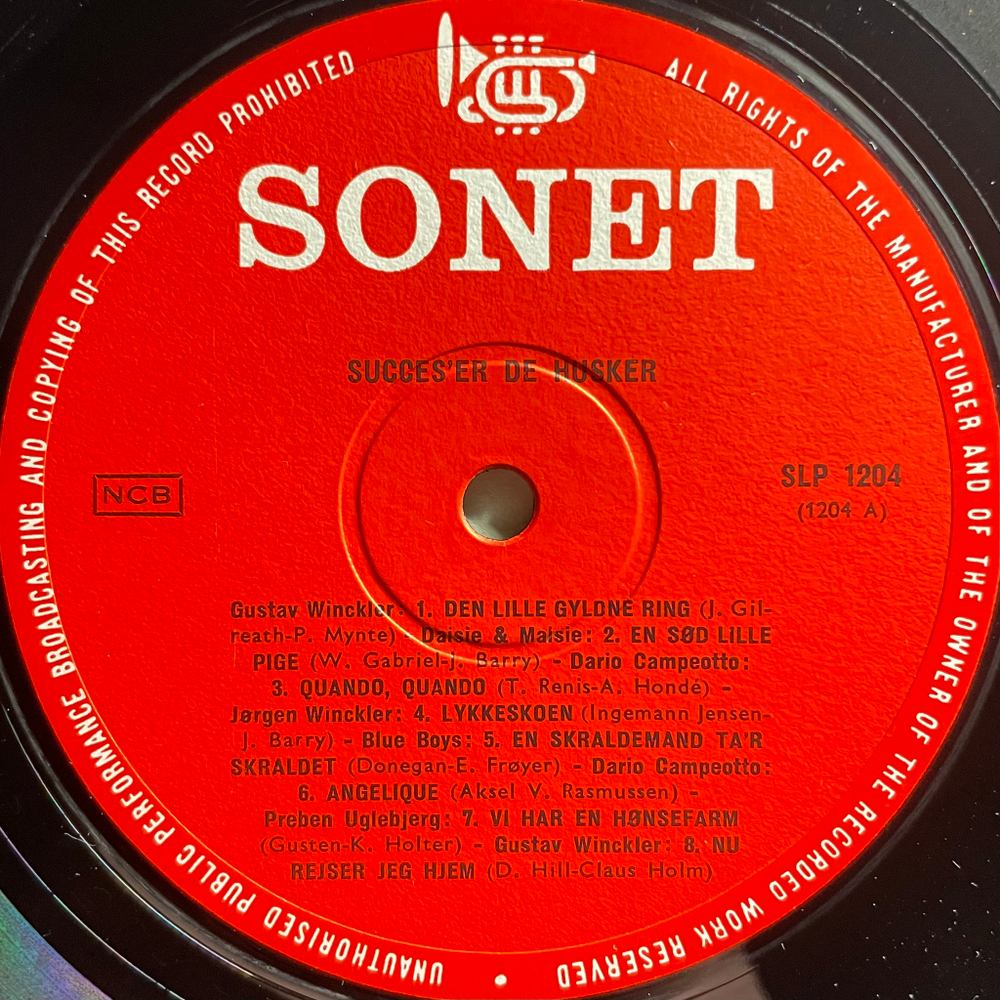 UNAUTHORISED PUBLIC PERFORMANCE BROADCASTING AND COPYING OF THIS RECORD PROHIBITED
ALL RIGHTS OF THE MANUFACTURER AND OF THE OWNER OF THE RECORDED WORK RESERVED
SONET
SUCCES'ER DE HUSKER
NCB
SLP 1204
(1204 A)
Gustav Winckler: 1. DEN LILLE GYLDNE RING (J. Gil-
reath-P. Mynte) - Daisie & Maisie: 2. EN SØD LILLE
PIGE (W. Gabriel-J. Barry) - Dario Campeotto:
3. QUANDO, QUANDO (T. Renis-A. Hondé) -
Jørgen Winckler: 4. LYKKESKOEN (Ingemann Jensen-
J. Barry) - Blue Boys: 5. EN SKRALDEMAND TA'R
SKRALDET (Donegan-E. Frøyer) - Dario Campeotto:
6. ANGELIQUE (Aksel V. Rasmussen) -
Preben Uglebjerg: 7. VI HAR EN HØNSEFARM
(Gusten-K. Holter) - Gustav Winckler: 8. NU
REJSER JEG HJEM (D. Hill-Claus Holm)